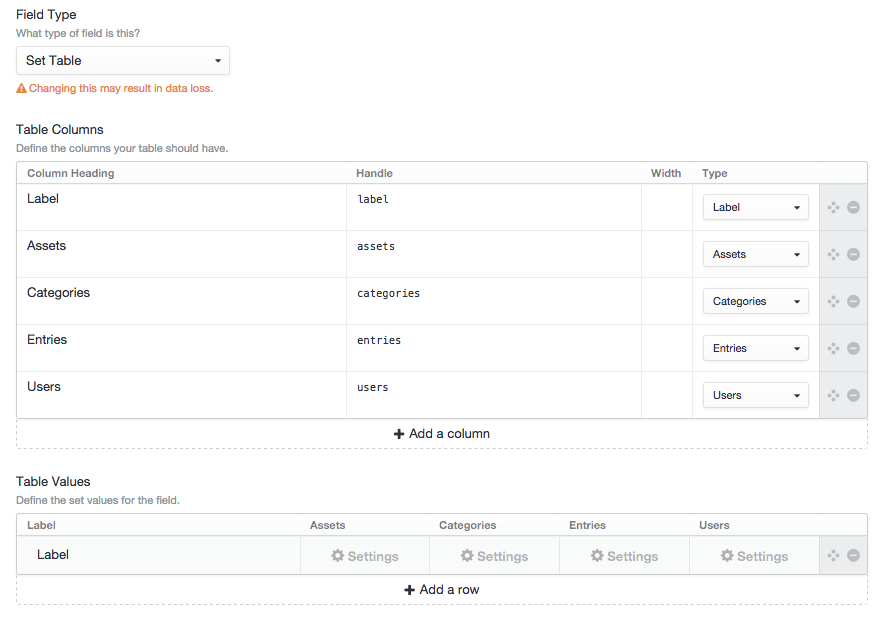 Field Type
What type of field is this?
Set Table
Changing this may result in data loss.
Table Columns
Define the columns your table should have.
Column Heading Handle Width Type
Label label Label
Assets assets Assets
Categories categories Categories
Entries entries Entries
Users users Users
Add a column
Table Values
Define the set values for the field.
Label Assets Categories Entries Users
Label Settings Settings Settings Settings
Add a row